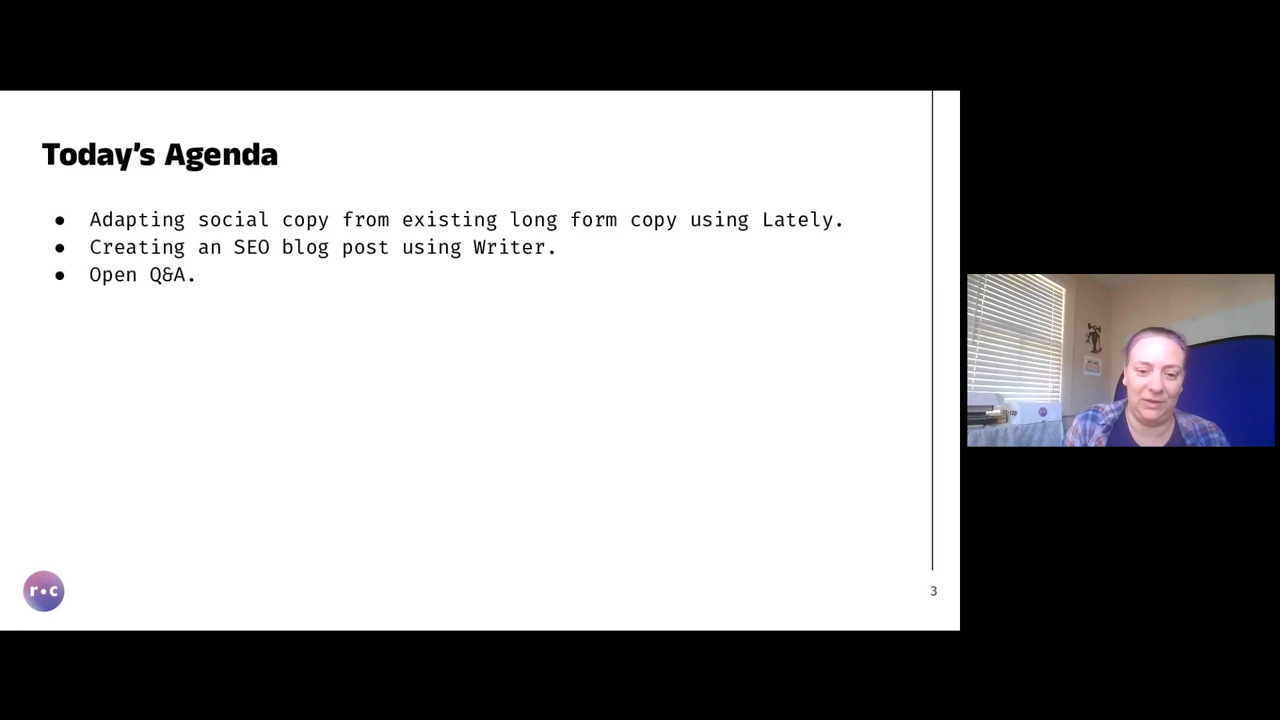 Today's Agenda
● Adapting social copy from existing long form copy using Lately.
● Creating an SEO blog post using Writer.
● Open Q&A.
r•c
3